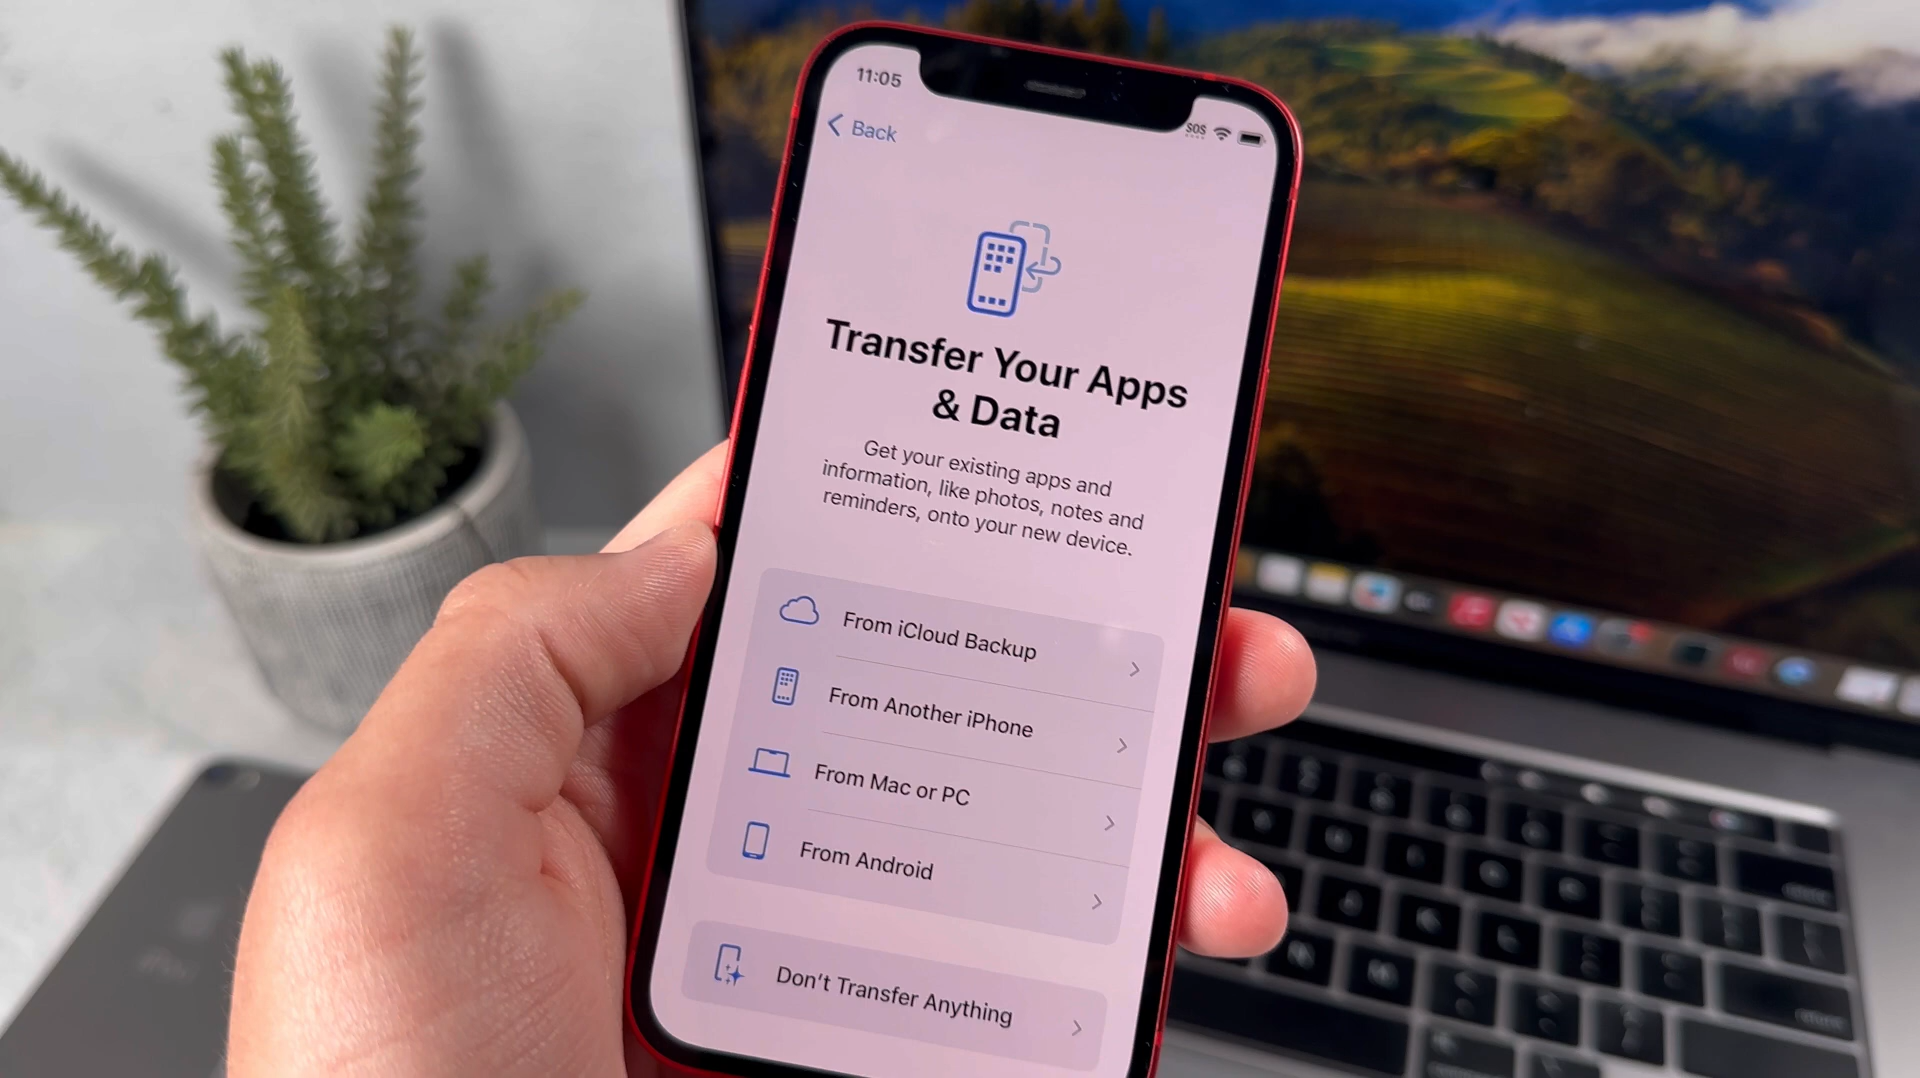 11:05
SOS
Back
Transfer Your Apps
& Data
Get your existing apps and
information, like photos, notes and
reminders, onto your new device.
From iCloud Backup
From Another iPhone
From Mac or PC
From Android
Don't Transfer Anything